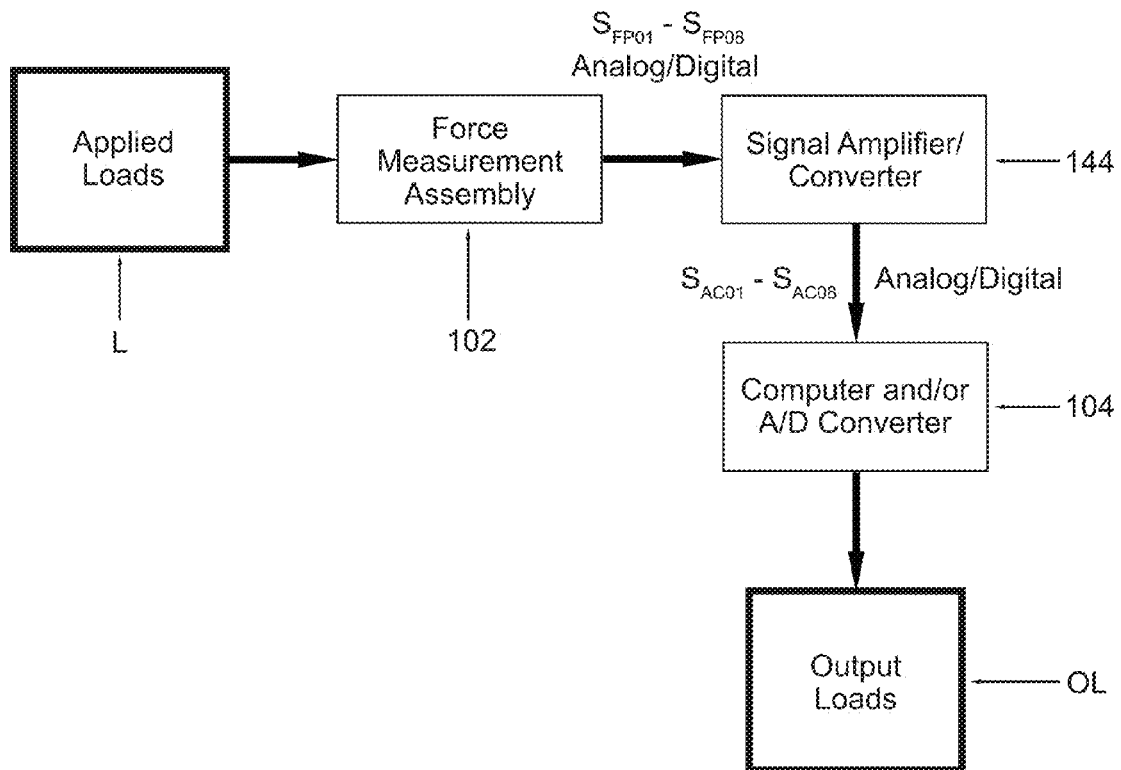 S_FP01 - S_FP08
Analog/Digital
Applied
Loads
Force
Measurement
Assembly
Signal Amplifier/
Converter
144
L
102
S_AC01 - S_AC08 Analog/Digital
Computer and/or
A/D Converter
104
Output
Loads
OL